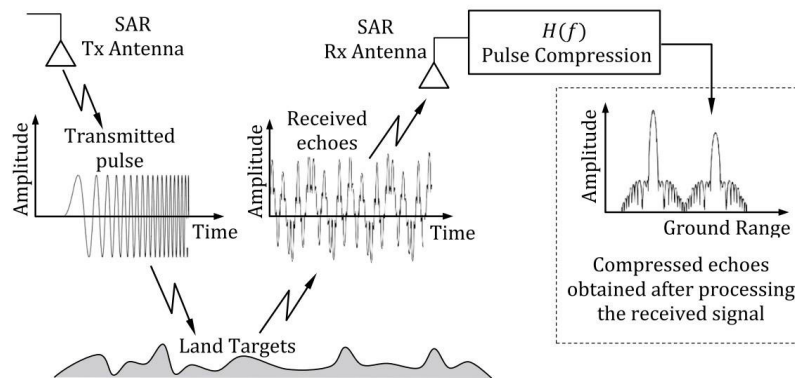 SAR
Tx Antenna
SAR
Rx Antenna
H(f)
Pulse Compression
Amplitude
Transmitted
pulse
Time
Amplitude
Received
echoes
Time
Amplitude
Ground Range
Compressed echoes
obtained after processing
the received signal
Land Targets